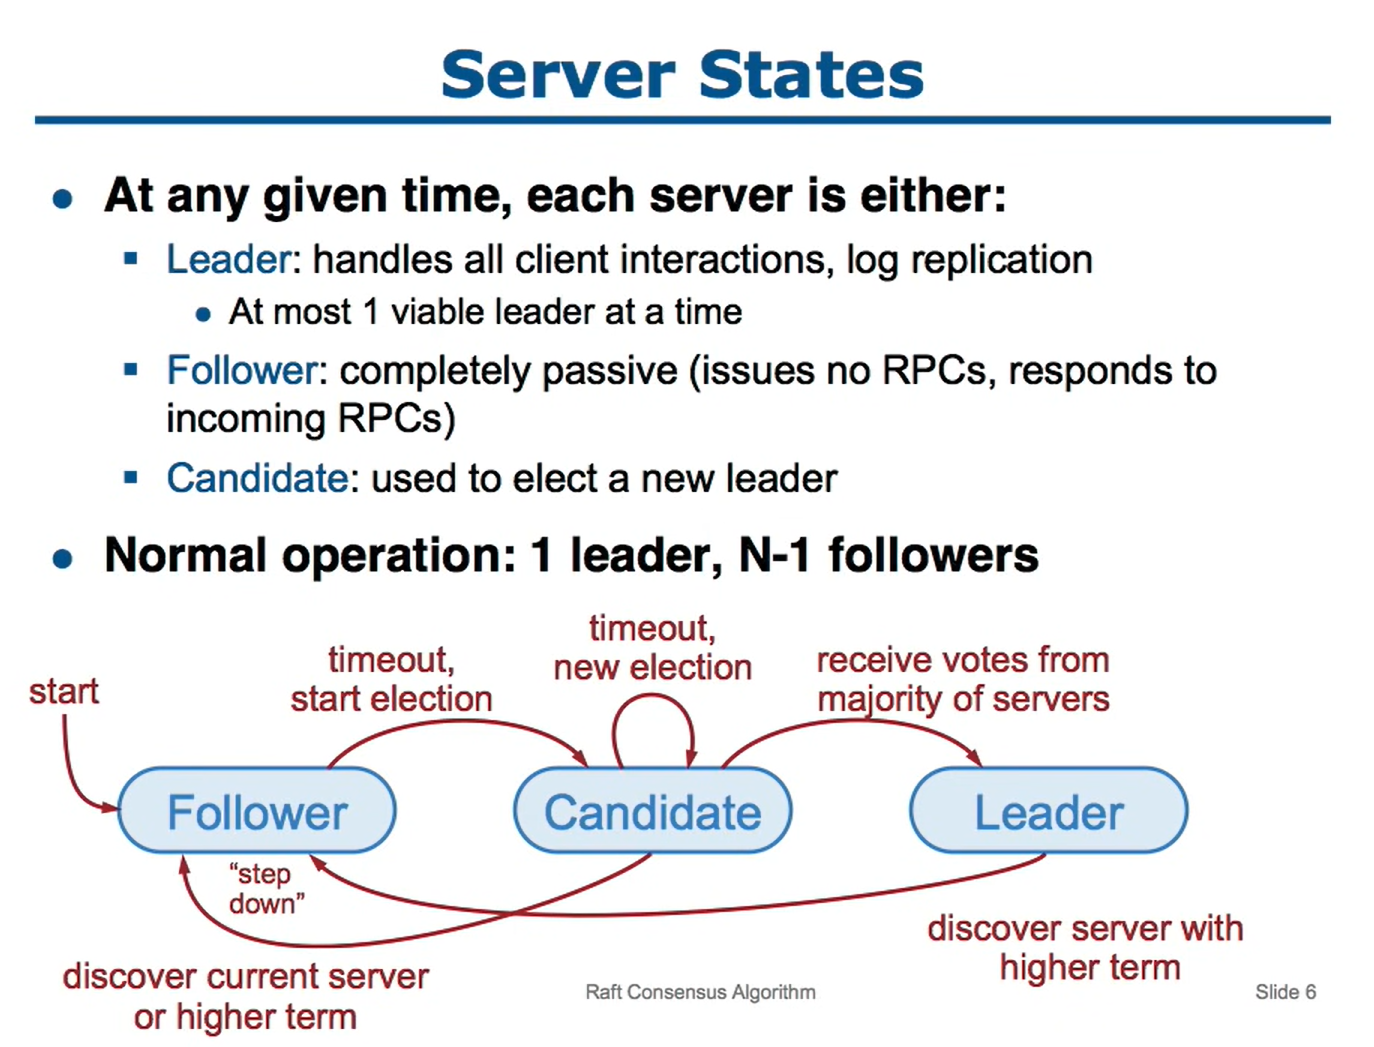 Server States
At any given time, each server is either:
Leader: handles all client interactions, log replication
At most 1 viable leader at a time
Follower: completely passive (issues no RPCs, responds to
incoming RPCs)
Candidate: used to elect a new leader
Normal operation: 1 leader, N-1 followers
start
timeout,
start election
timeout,
new election
receive votes from
majority of servers
Follower
Candidate
Leader
“step
down”
discover current server
or higher term
discover server with
higher term
Raft Consensus Algorithm
Slide 6